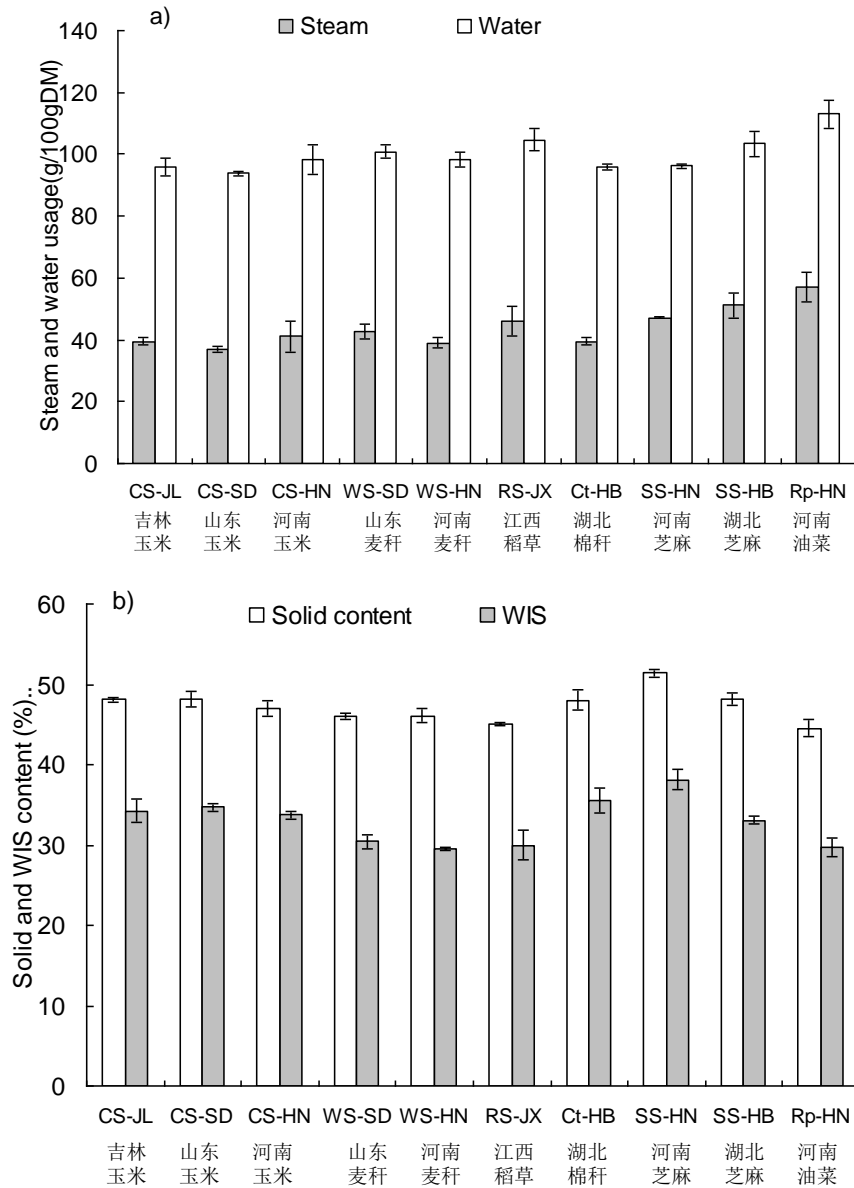 a)
Steam Water
Steam and water usage(g/100gDM)
140
120
100
80
60
40
20
0
CS-JL CS-SD CS-HN WS-SD WS-HN RS-JX Ct-HB SS-HN SS-HB Rp-HN
吉林 山东 河南 山东 河南 江西 湖北 河南 湖北 河南
玉米 玉米 玉米 麦秆 麦秆 稻草 棉秆 芝麻 芝麻 油菜
b)
Solid content WIS
Solid and WIS content (%)..
60
50
40
30
20
10
0
CS-JL CS-SD CS-HN WS-SD WS-HN RS-JX Ct-HB SS-HN SS-HB Rp-HN
吉林 山东 河南 山东 河南 江西 湖北 河南 湖北 河南
玉米 玉米 玉米 麦秆 麦秆 稻草 棉秆 芝麻 芝麻 油菜